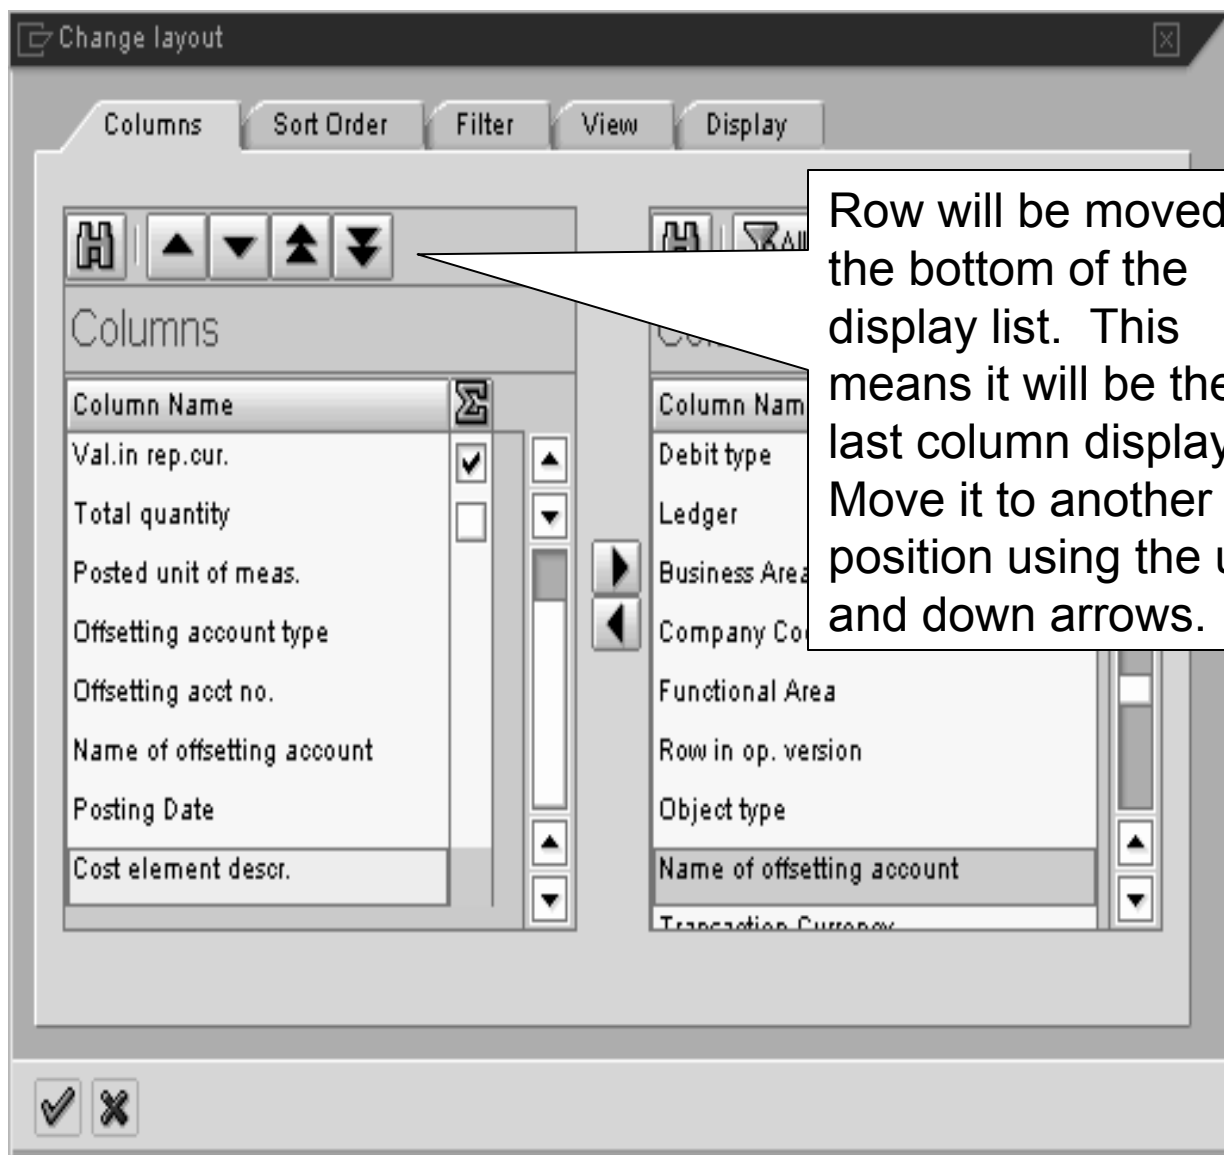 Change layout
Columns
Sort Order
Filter
View
Display
Columns
Column Name
Val.in rep.cur.
Total quantity
Posted unit of meas.
Offsetting account type
Offsetting acct no.
Name of offsetting account
Posting Date
Cost element descr.
Column Nam
Debit type
Ledger
Business Area
Company Co
Functional Area
Row in op. version
Object type
Name of offsetting account
Transaction Currency
Row will be moved
the bottom of the
display list. This
means it will be the
last column display
Move it to another
position using the u
and down arrows.